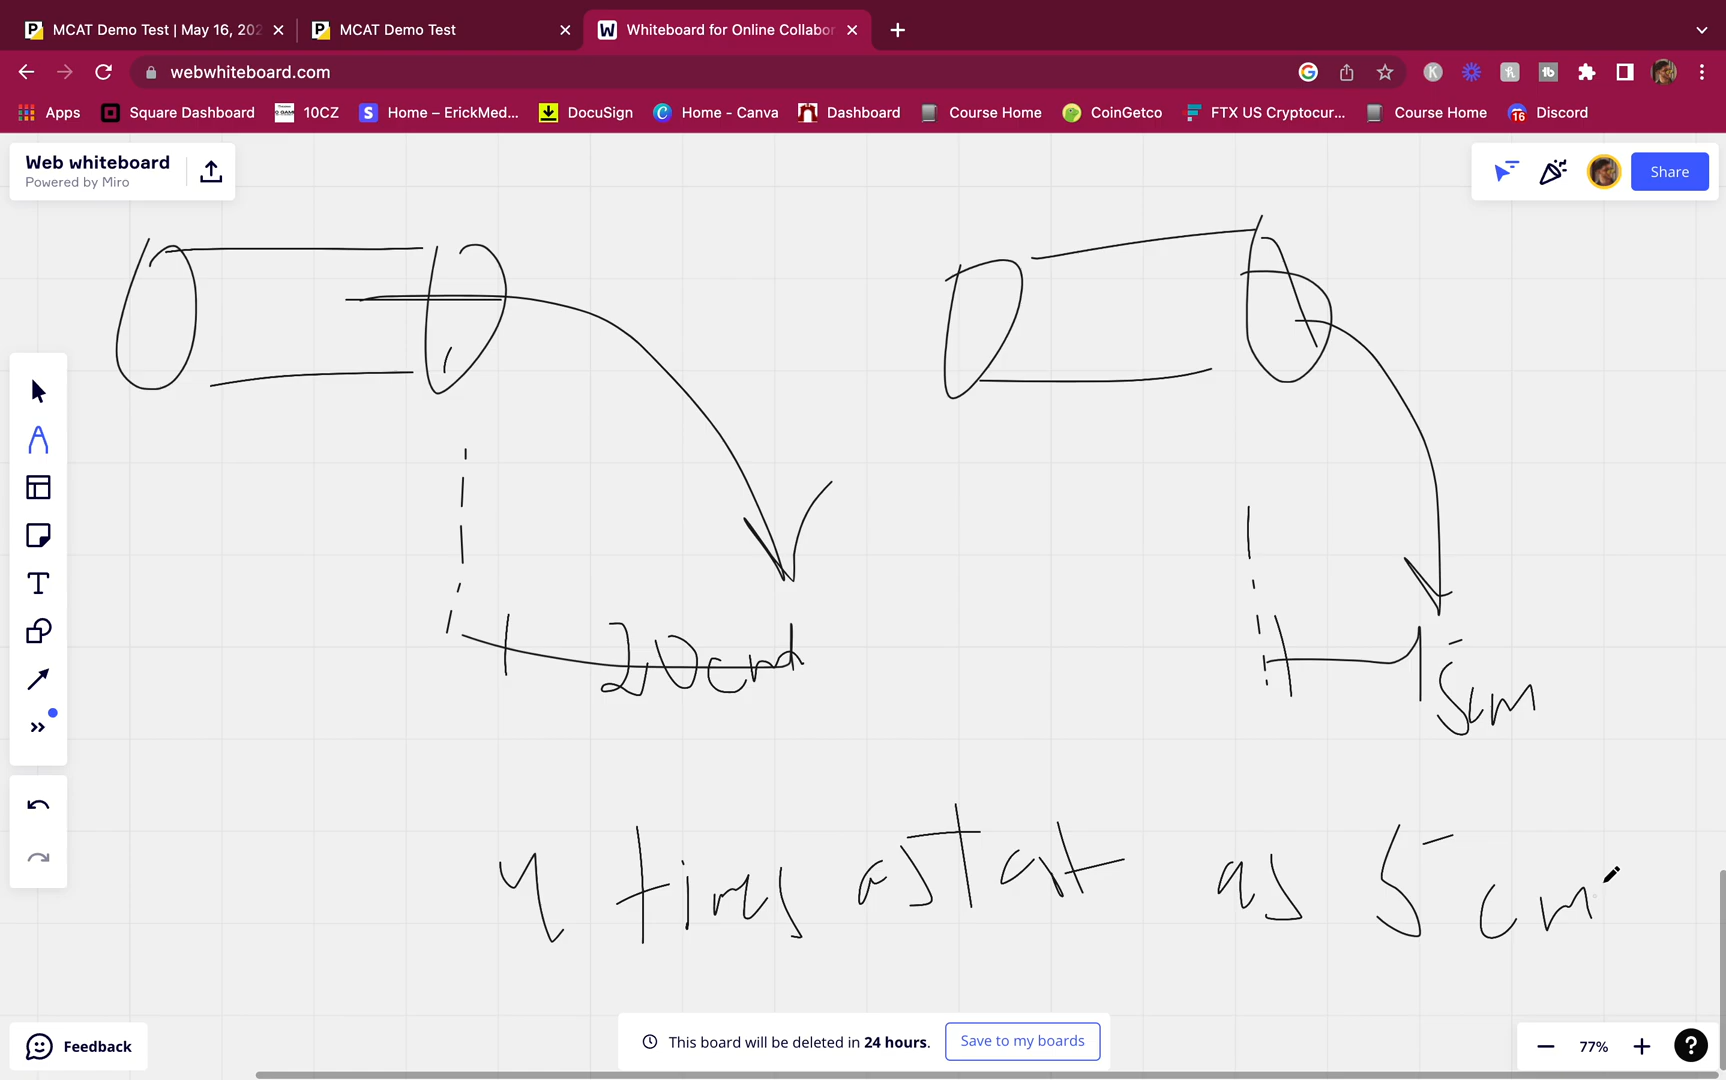 MCAT Demo Test | May 16, 202
MCAT Demo Test
Whiteboard for Online Collabor
webwhiteboard.com
Apps
Square Dashboard
10CZ
Home – ErickMed...
DocuSign
Home - Canva
Dashboard
Course Home
CoinGetco
FTX US Cryptocur...
Course Home
16
Discord
Web whiteboard
Powered by Miro
Share
20cm
5cm
4 times as fast as 5 cm
Feedback
This board will be deleted in 24 hours.
Save to my boards
77%